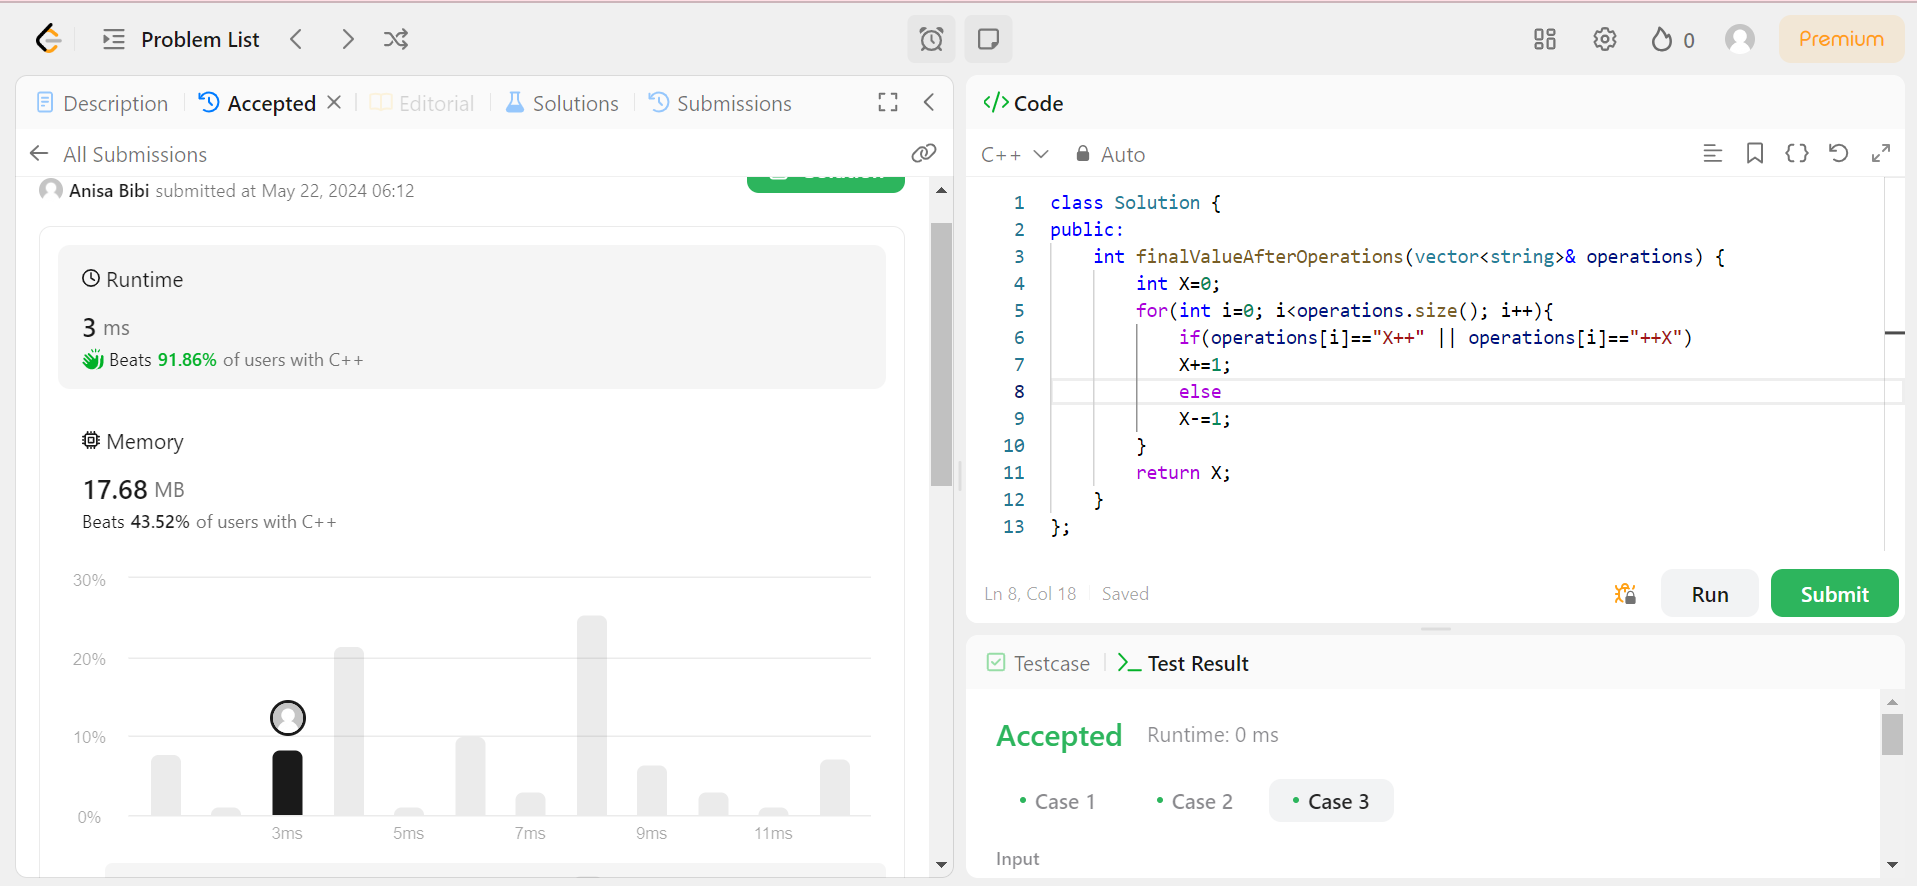 Problem List
0
Premium
Description
Accepted
Editorial
Solutions
Submissions
All Submissions
Anisa Bibi submitted at May 22, 2024 06:12
Solution
Runtime
3 ms
Beats 91.86% of users with C++
Memory
17.68 MB
Beats 43.52% of users with C++
30%
20%
10%
0%
3ms 5ms 7ms 9ms 11ms
</> Code
C++ Auto
1 class Solution {
2 public:
3 int finalValueAfterOperations(vector<string>& operations) {
4 int X=0;
5 for(int i=0; i<operations.size(); i++){
6 if(operations[i]=="X++" || operations[i]=="++X")
7 X+=1;
8 else
9 X-=1;
10 }
11 return X;
12 }
13 };
Ln 8, Col 18 Saved
Run
Submit
Testcase
Test Result
Accepted Runtime: 0 ms
• Case 1 • Case 2 • Case 3
Input